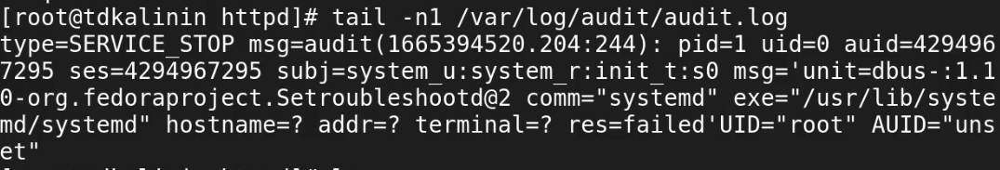 [root@tdkalinin httpd]# tail -n1 /var/log/audit/audit.log
type=SERVICE_STOP msg=audit(1665394520.204:244): pid=1 uid=0 auid=429496
7295 ses=4294967295 subj=system_u:system_r:init_t:s0 msg='unit=dbus-:1.1
0-org.fedoraproject.Setroubleshootd@2 comm="systemd" exe="/usr/lib/syste
md/systemd" hostname=? addr=? terminal=? res=failed'UID="root" AUID="uns
et"